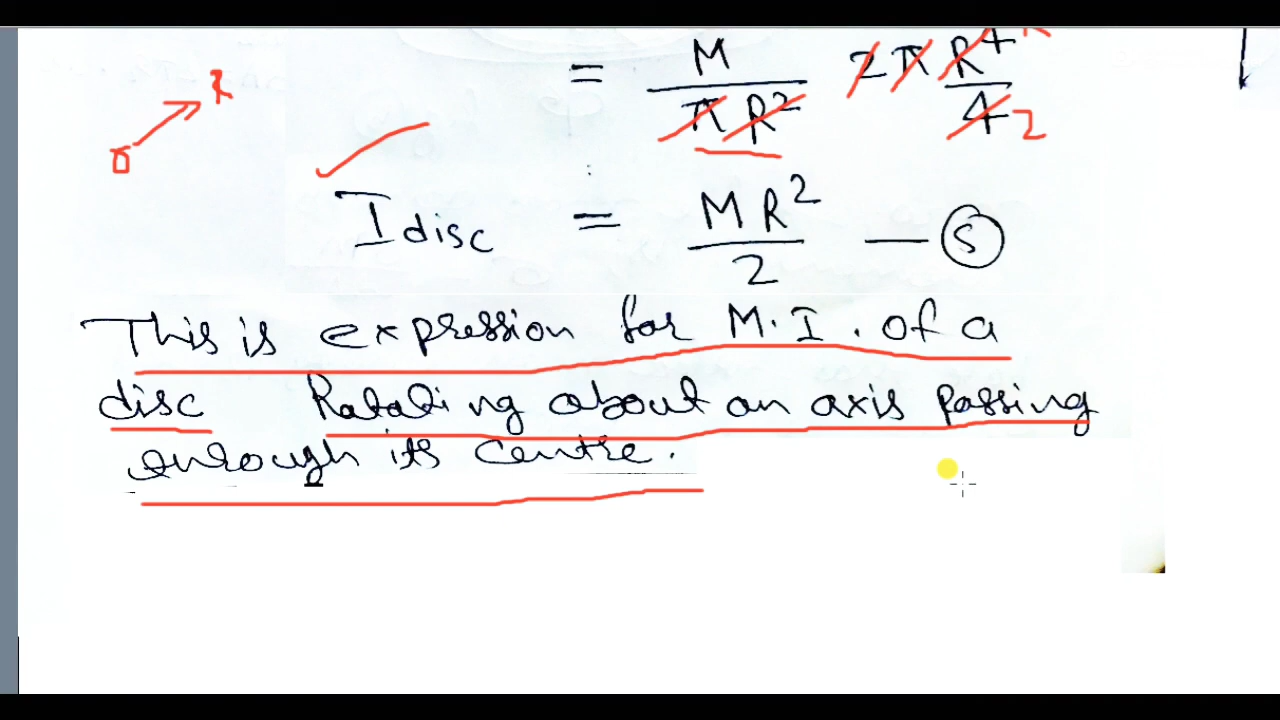 = M / πR² 2π R⁴ / 4 2
O R
I disc = MR² / 2 — ⑤
This is expression for M.I. of a
disc Rotating about an axis passing
through its centre.